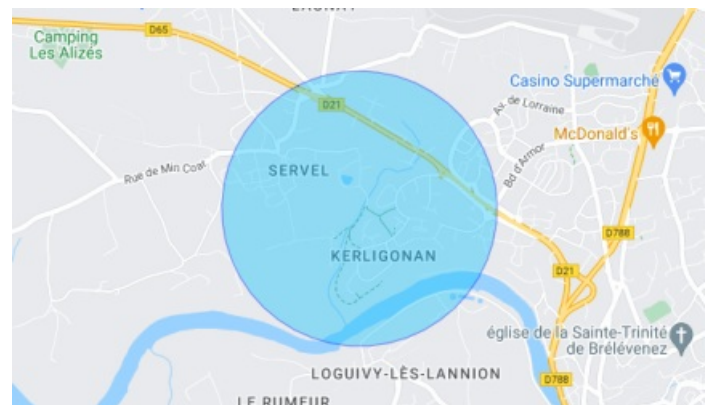 LAUNAY
D65
Camping
Les Alizés
D21
Casino Supermarché
Av. de Lorraine
McDonald's
Rue de Min Coat
SERVEL
Bd d'Armor
D788
KERLIGONAN
D21
église de la Sainte-Trinité
de Brélévenez
LOGUIVY-LÈS-LANNION
D788
LE RUMEUR